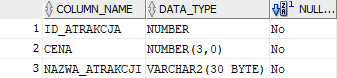 COLUMN_NAME DATA_TYPE NULL...
1 ID_ATRAKCJA NUMBER No
2 CENA NUMBER(3,0) No
3 NAZWA_ATRAKCJI VARCHAR2(30 BYTE) No